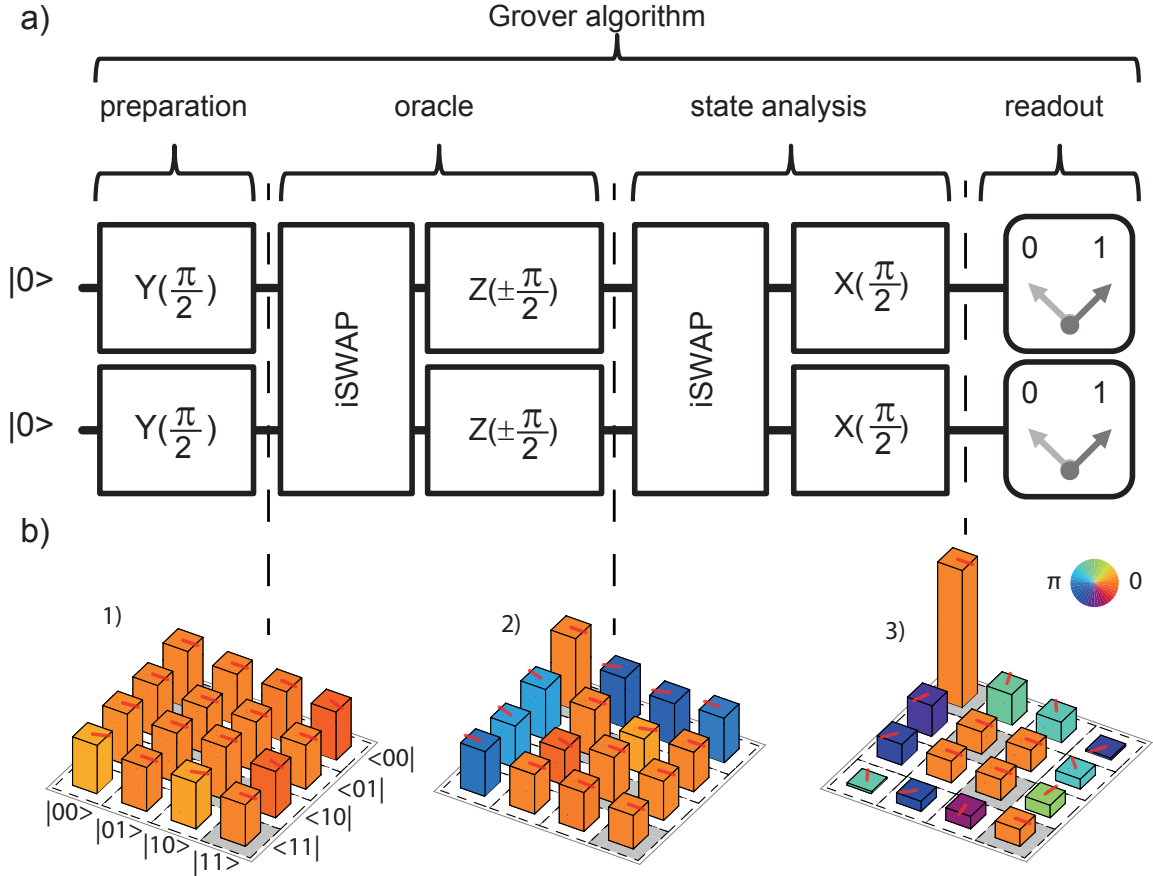 a)
Grover algorithm
preparation oracle state analysis readout
|0> Y(π/2) iSWAP Z(±π/2) iSWAP X(π/2) 0 1
|0> Y(π/2) Z(±π/2) X(π/2) 0 1
b)
π 0
1) 2) 3)
<00|
<01|
<10|
<11|
|00>
|01>
|10>
|11>